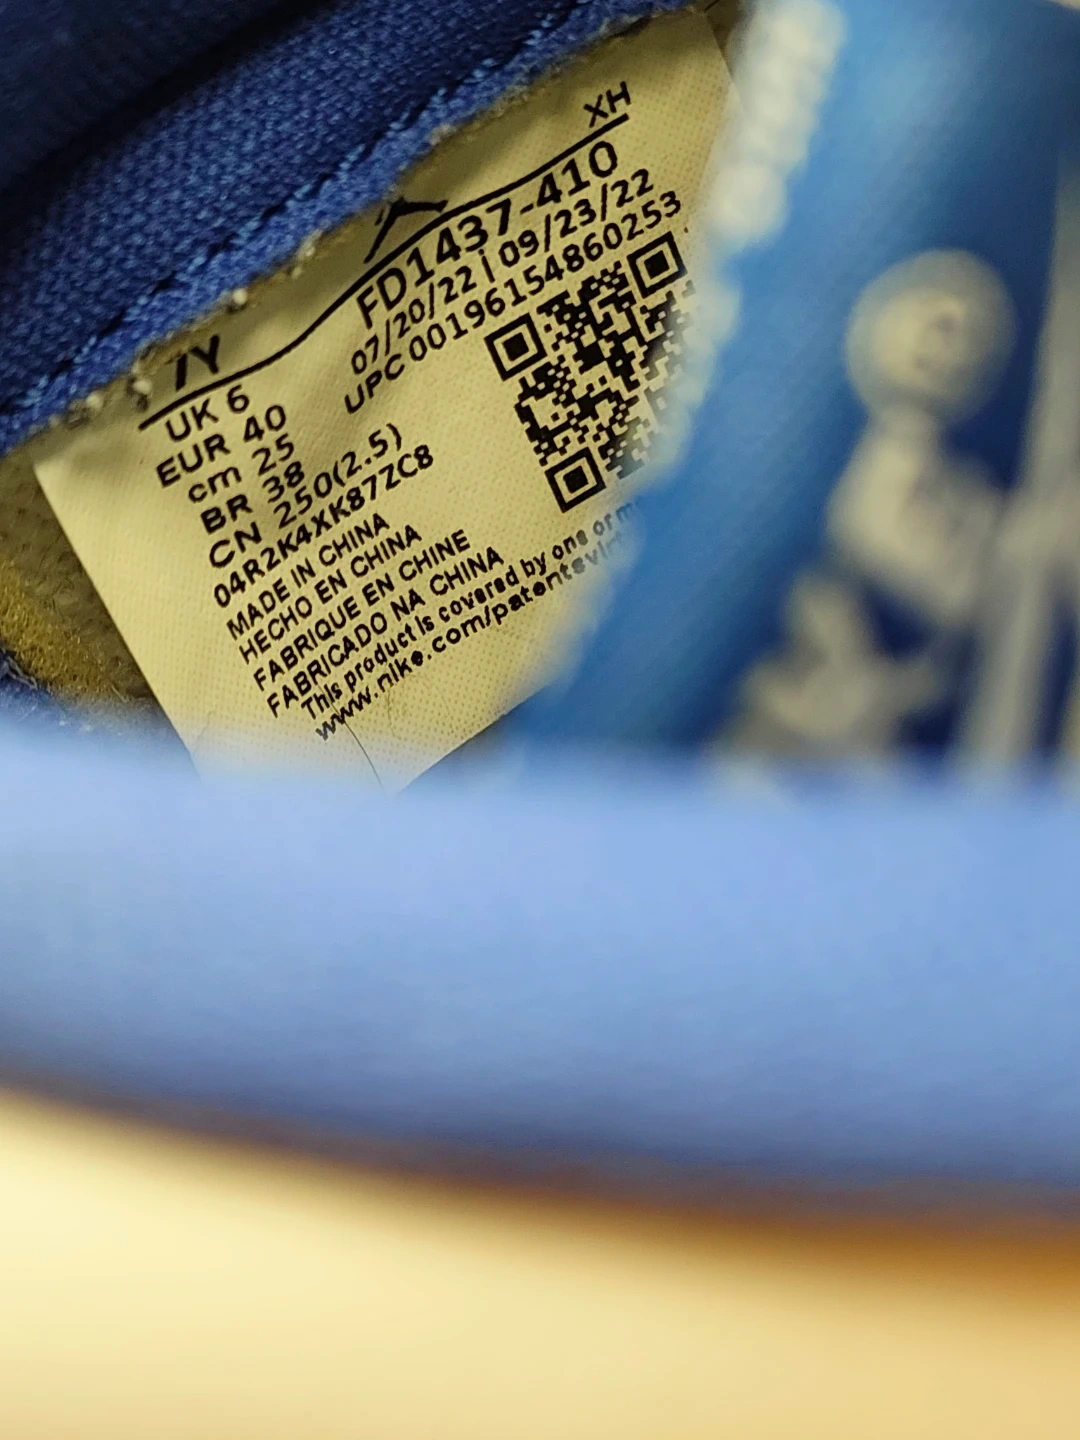 XH
7Y
FD1437-410
07/20/22 | 09/23/22
UPC 00196154860253
UK 6
EUR 40
cm 25
BR 38
CN 250(2.5)
04R2K4XK87ZC8
MADE IN CHINA
HECHO EN CHINA
FABRIQUE EN CHINE
FABRICADO NA CHINA
This product is covered by one or
www.nike.com/patents